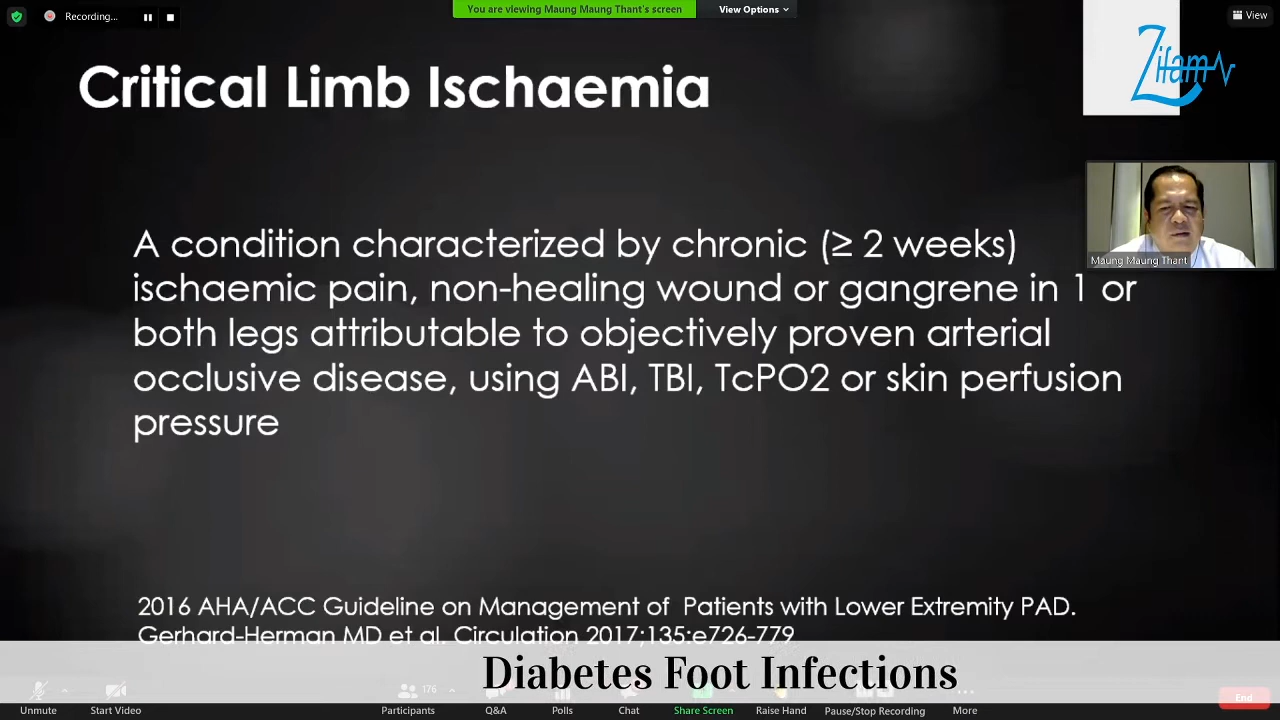 Recording...
You are viewing Maung Maung Thant's screen
View Options
View
Critical Limb Ischaemia
Zifam
Maung Maung Thant
A condition characterized by chronic (≥ 2 weeks)
ischaemic pain, non-healing wound or gangrene in 1 or
both legs attributable to objectively proven arterial
occlusive disease, using ABI, TBI, TcPO2 or skin perfusion
pressure
2016 AHA/ACC Guideline on Management of Patients with Lower Extremity PAD.
Gerhard-Herman MD et al. Circulation 2017;135:e726-779
Diabetes Foot Infections
176
End
Unmute
Start Video
Participants
Q&A
Polls
Chat
Share Screen
Raise Hand
Pause/Stop Recording
More